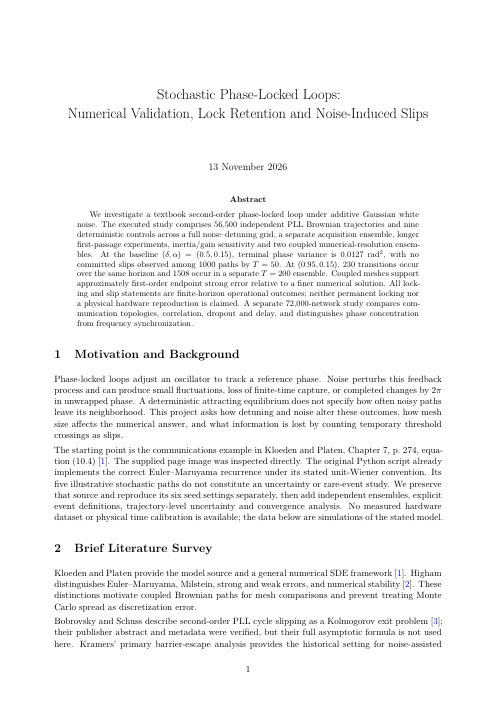 Stochastic Phase-Locked Loops:
Numerical Validation, Lock Retention and Noise-Induced Slips
13 November 2026
Abstract
We investigate a textbook second-order phase-locked loop under additive Gaussian white
noise. The executed study comprises 56,500 independent PLL Brownian trajectories and nine
deterministic controls across a full noise–detuning grid, a separate acquisition ensemble, longer
first-passage experiments, inertia/gain sensitivity and two coupled numerical-resolution ensem-
bles. At the baseline (δ, α) = (0.5, 0.15), terminal phase variance is 0.0127 rad², with no
committed slips observed among 1000 paths by T = 50. At (0.95, 0.15), 230 transitions occur
over the same horizon and 1508 occur in a separate T = 200 ensemble. Coupled meshes support
approximately first-order endpoint strong error relative to a finer numerical solution. All lock-
ing and slip statements are finite-horizon operational outcomes; neither permanent locking nor
a physical hardware reproduction is claimed. A separate 72,000-network study compares com-
munication topologies, correlation, dropout and delay, and distinguishes phase concentration
from frequency synchronization.
1 Motivation and Background
Phase-locked loops adjust an oscillator to track a reference phase. Noise perturbs this feedback
process and can produce small fluctuations, loss of finite-time capture, or completed changes by 2π
in unwrapped phase. A deterministic attracting equilibrium does not specify how often noisy paths
leave its neighborhood. This project asks how detuning and noise alter these outcomes, how mesh
size affects the numerical answer, and what information is lost by counting temporary threshold
crossings as slips.
The starting point is the communications example in Kloeden and Platen, Chapter 7, p. 274, equa-
tion (10.4) [1]. The supplied page image was inspected directly. The original Python script already
implements the correct Euler–Maruyama recurrence under its stated unit-Wiener convention. Its
five illustrative stochastic paths do not constitute an uncertainty or rare-event study. We preserve
that source and reproduce its six seed settings separately, then add independent ensembles, explicit
event definitions, trajectory-level uncertainty and convergence analysis. No measured hardware
dataset or physical time calibration is available; the data below are simulations of the stated model.
2 Brief Literature Survey
Kloeden and Platen provide the model source and a general numerical SDE framework [1]. Higham
distinguishes Euler–Maruyama, Milstein, strong and weak errors, and numerical stability [2]. These
distinctions motivate coupled Brownian paths for mesh comparisons and prevent treating Monte
Carlo spread as discretization error.
Bobrovsky and Schuss describe second-order PLL cycle slipping as a Kolmogorov exit problem [3];
their publisher abstract and metadata were verified, but their full asymptotic formula is not used
here. Kramers' primary barrier-escape analysis provides the historical setting for noise-assisted
1